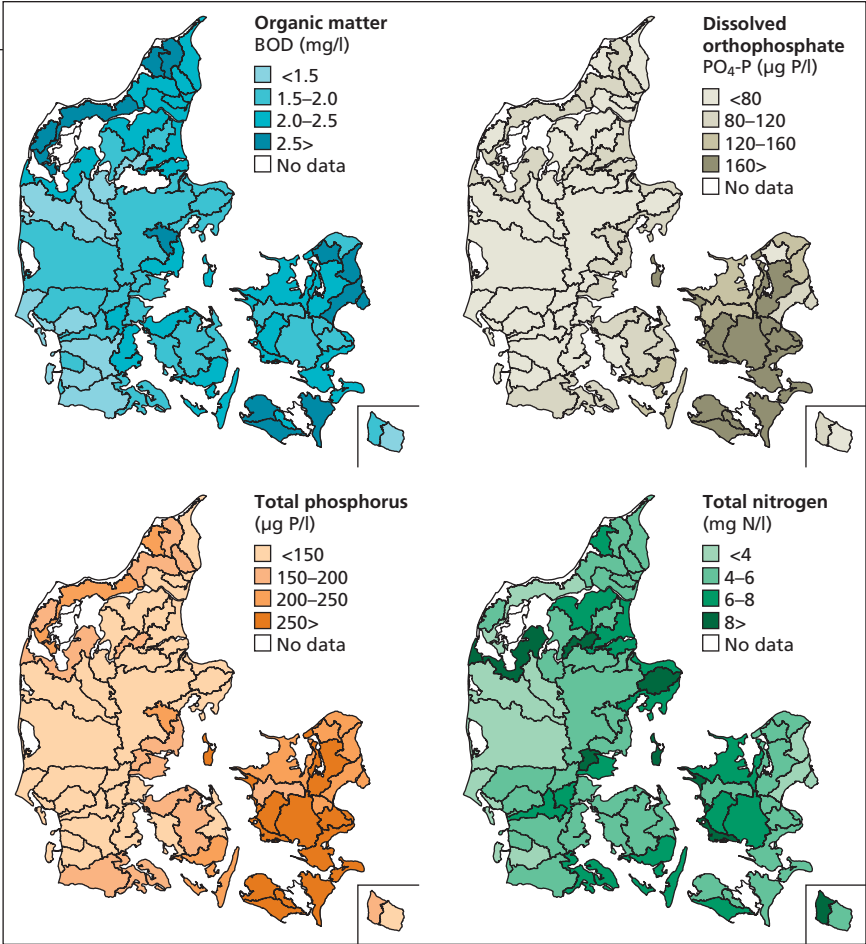 Organic matter
BOD (mg/l)
<1.5
1.5–2.0
2.0–2.5
2.5>
No data
Dissolved
orthophosphate
PO₄-P (µg P/l)
<80
80–120
120–160
160>
No data
Total phosphorus
(µg P/l)
<150
150–200
200–250
250>
No data
Total nitrogen
(mg N/l)
<4
4–6
6–8
8>
No data